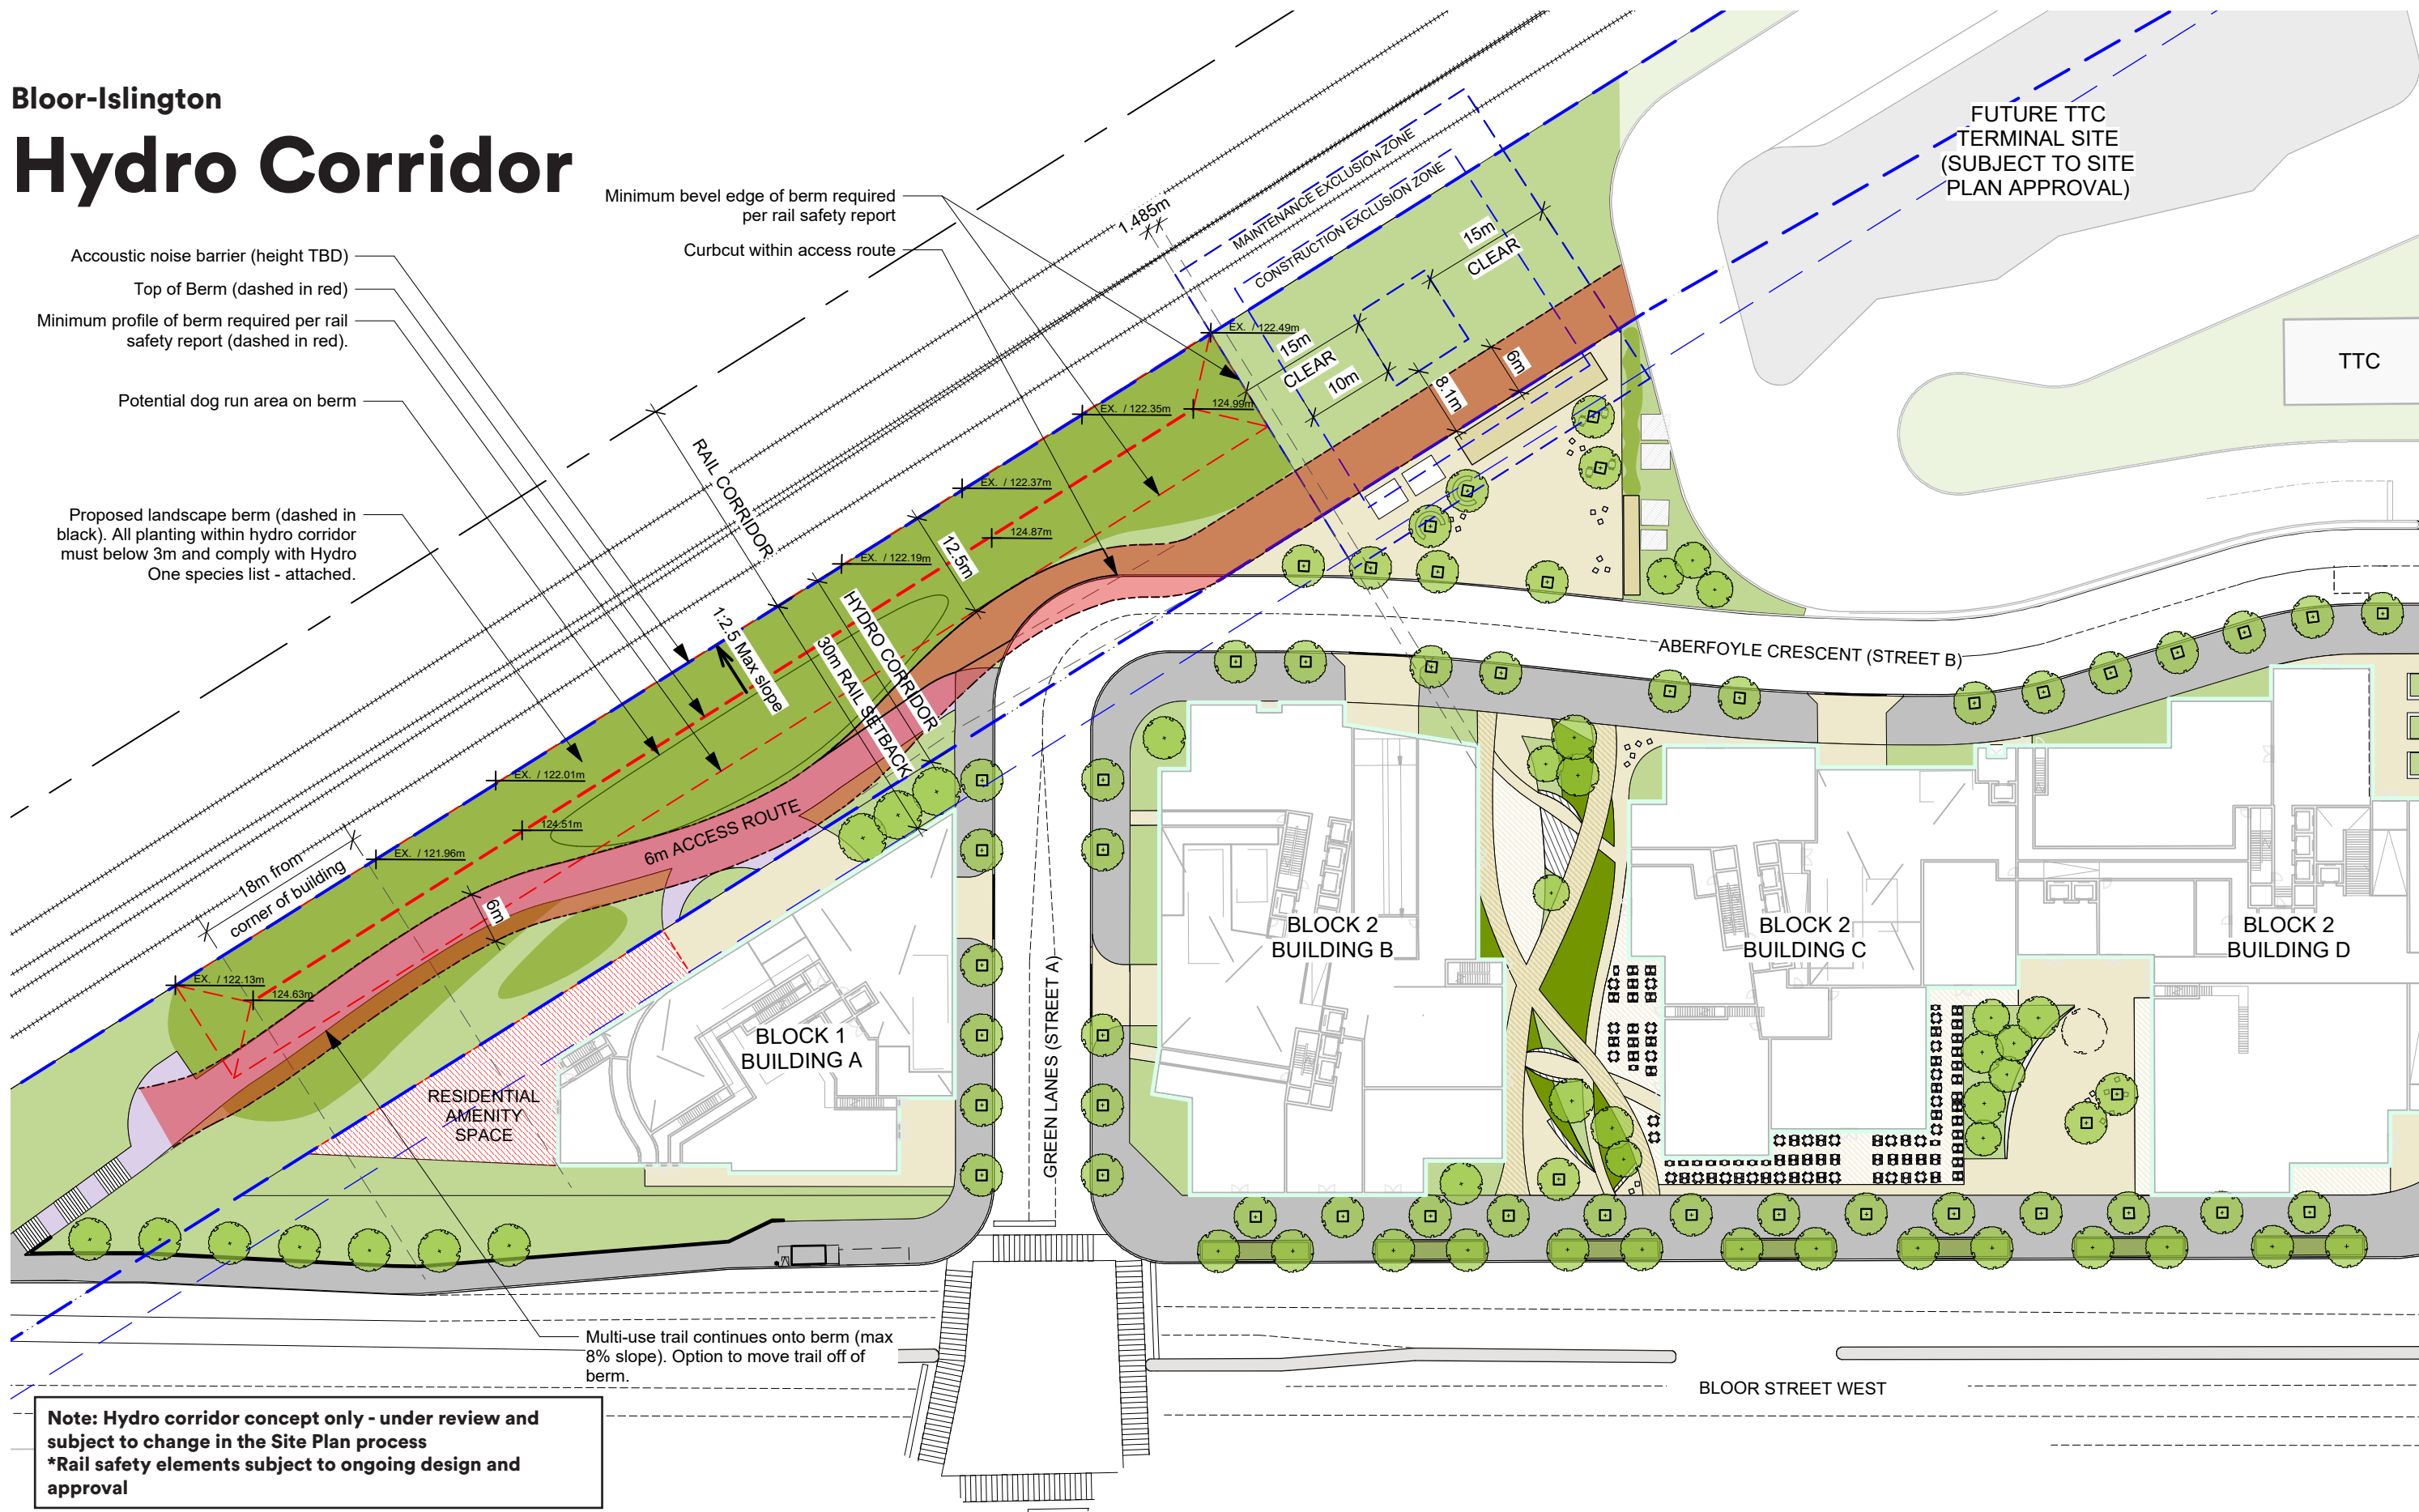 Bloor-Islington
Hydro Corridor
Accoustic noise barrier (height TBD)
Top of Berm (dashed in red)
Minimum profile of berm required per rail
safety report (dashed in red).
Potential dog run area on berm
Proposed landscape berm (dashed in
black). All planting within hydro corridor
must below 3m and comply with Hydro
One species list - attached.
Minimum bevel edge of berm required
per rail safety report
Curbcut within access route
1.485m
MAINTENANCE EXCLUSION ZONE
CONSTRUCTION EXCLUSION ZONE
15m
CLEAR
15m
CLEAR
10m
8.1m
6m
FUTURE TTC
TERMINAL SITE
(SUBJECT TO SITE
PLAN APPROVAL)
TTC
EX. / 122.49m
124.99m
EX. / 122.35m
EX. / 122.37m
124.87m
EX. / 122.19m
12.5m
RAIL CORRIDOR
HYDRO CORRIDOR
30m RAIL SETBACK
1:2.5 Max slope
EX. / 122.01m
124.51m
EX. / 121.96m
18m from
corner of building
6m ACCESS ROUTE
6m
EX. / 122.13m
124.63m
ABERFOYLE CRESCENT (STREET B)
GREEN LANES (STREET A)
BLOCK 1
BUILDING A
RESIDENTIAL
AMENITY
SPACE
BLOCK 2
BUILDING B
BLOCK 2
BUILDING C
BLOCK 2
BUILDING D
Multi-use trail continues onto berm (max
8% slope). Option to move trail off of
berm.
BLOOR STREET WEST
Note: Hydro corridor concept only - under review and
subject to change in the Site Plan process
*Rail safety elements subject to ongoing design and
approval